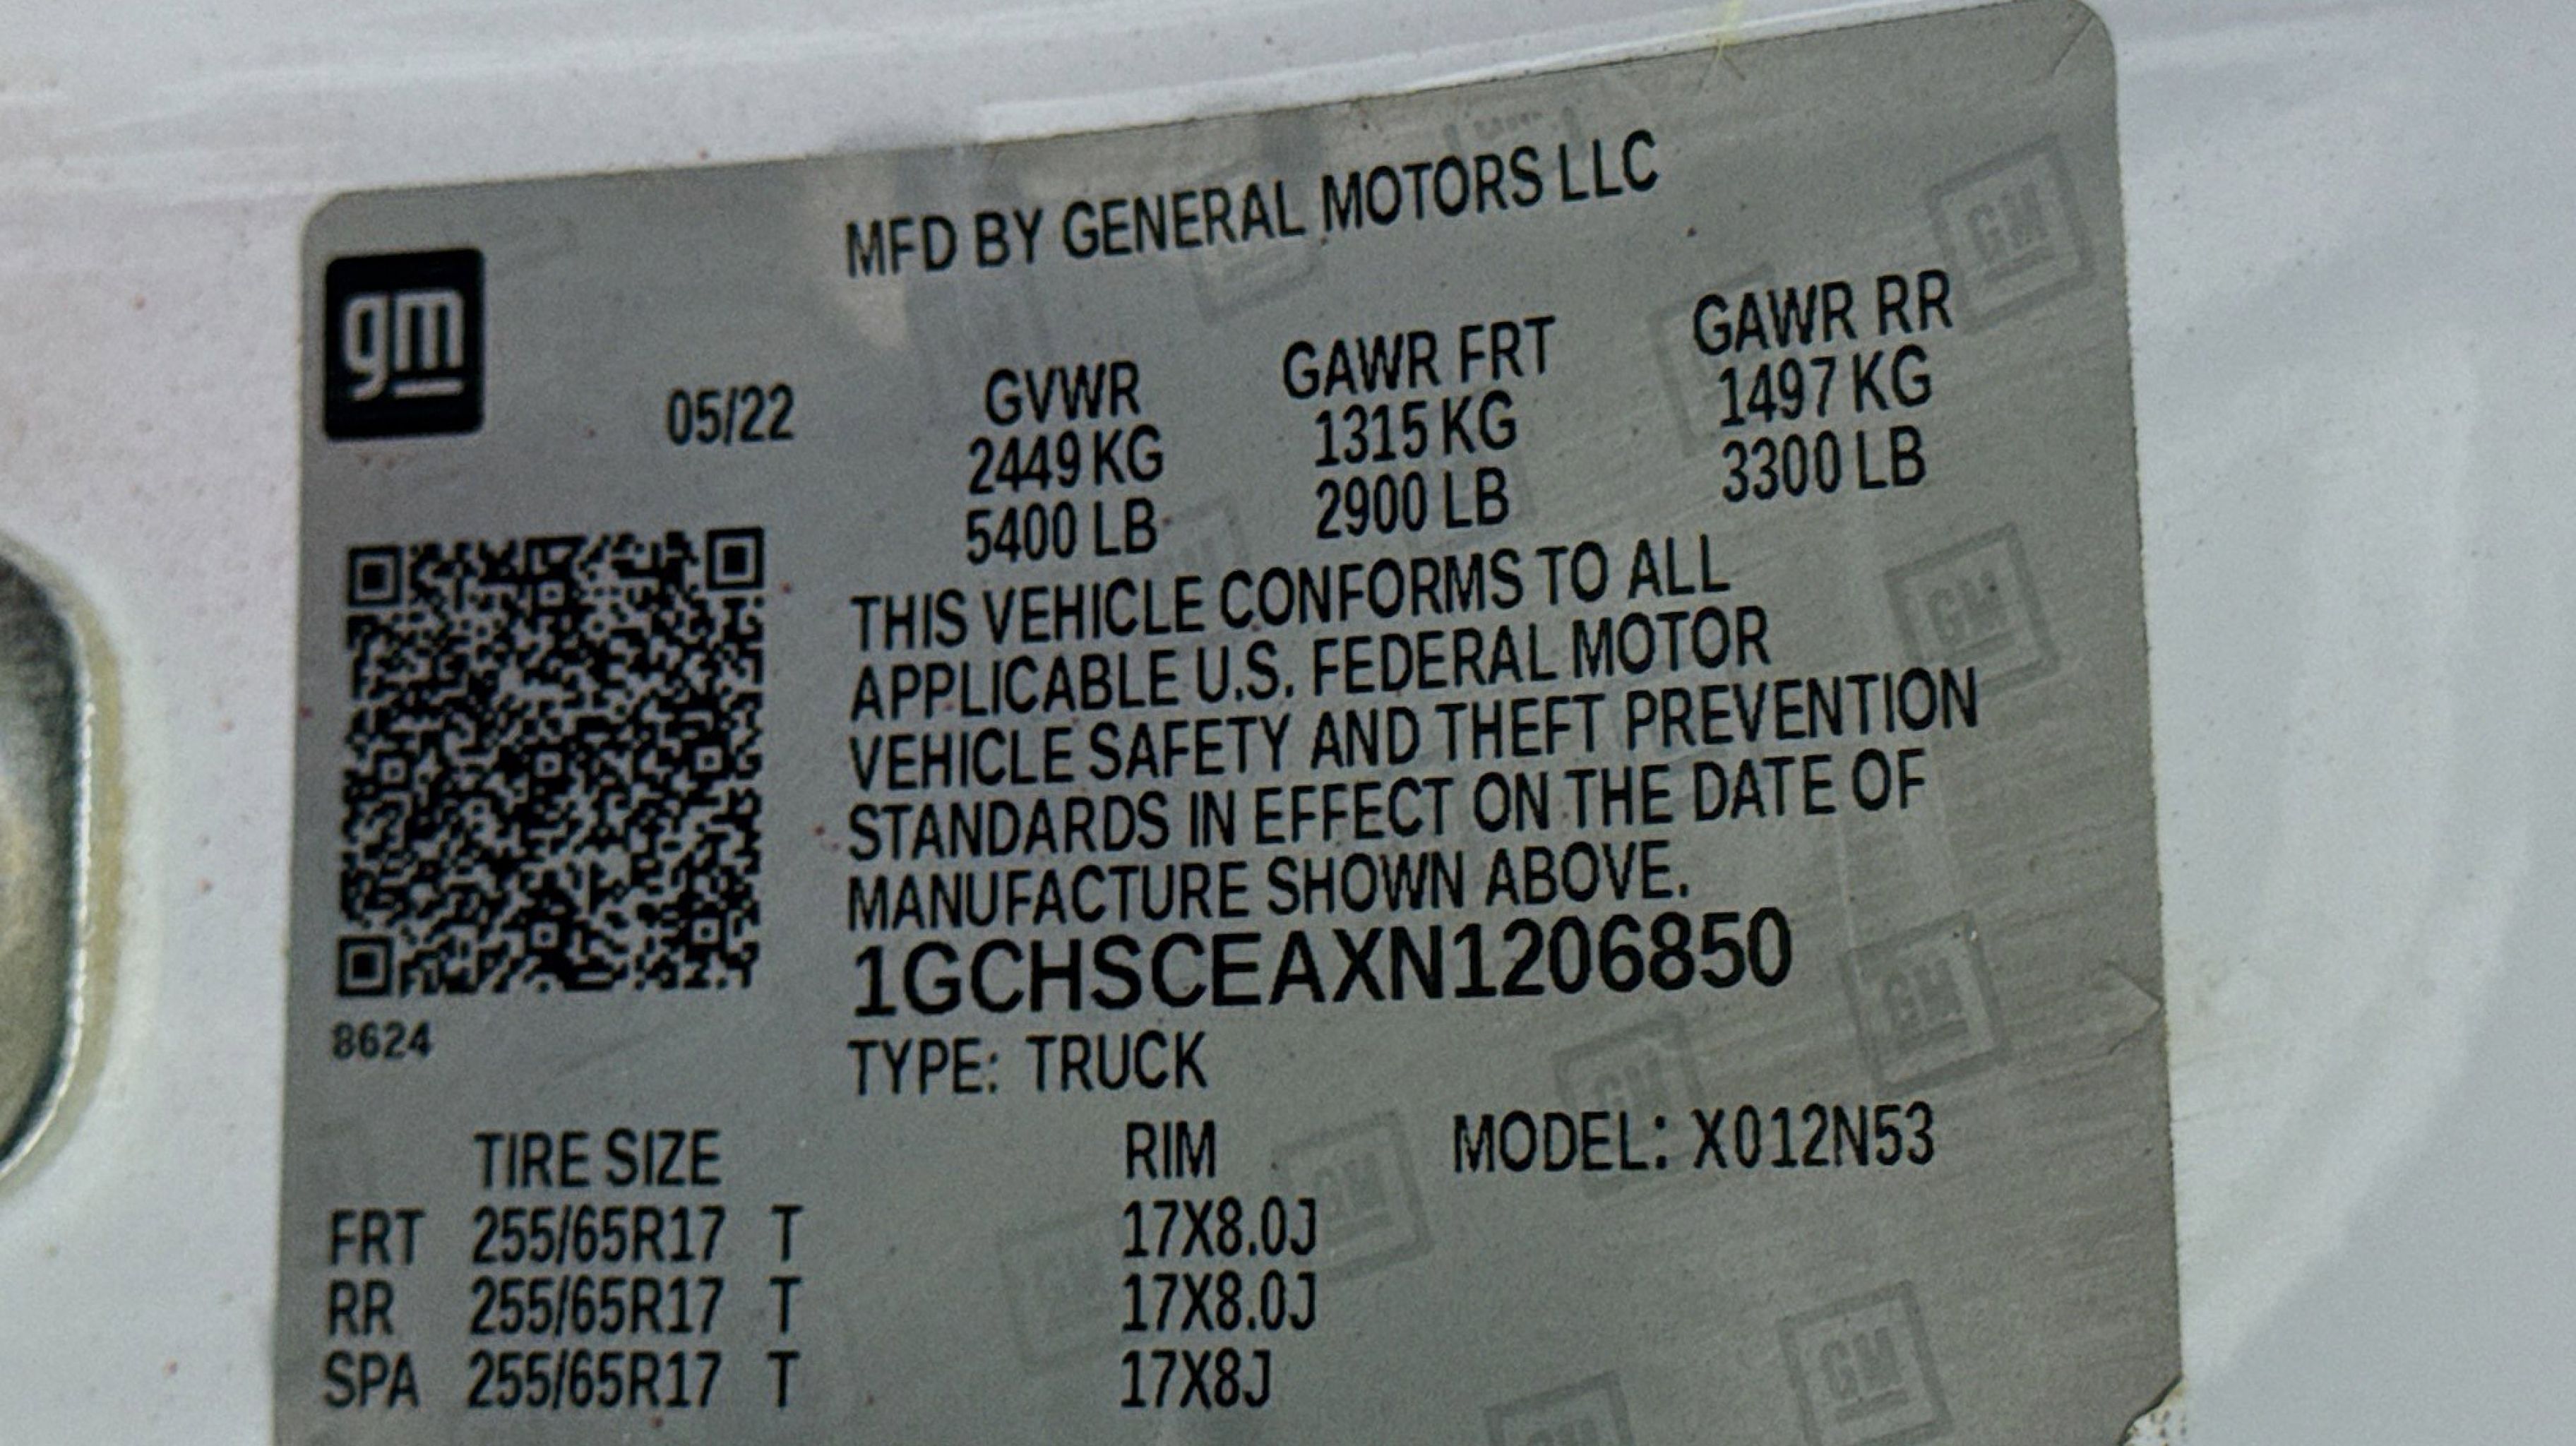 MFD BY GENERAL MOTORS LLC
gm
05/22
GVWR GAWR FRT GAWR RR
2449 KG 1315 KG 1497 KG
5400 LB 2900 LB 3300 LB
THIS VEHICLE CONFORMS TO ALL
APPLICABLE U.S. FEDERAL MOTOR
VEHICLE SAFETY AND THEFT PREVENTION
STANDARDS IN EFFECT ON THE DATE OF
MANUFACTURE SHOWN ABOVE.
1GCHSCEAXN1206850
8624
TYPE: TRUCK
TIRE SIZE RIM MODEL: X012N53
FRT 255/65R17 T 17X8.0J
RR 255/65R17 T 17X8.0J
SPA 255/65R17 T 17X8J